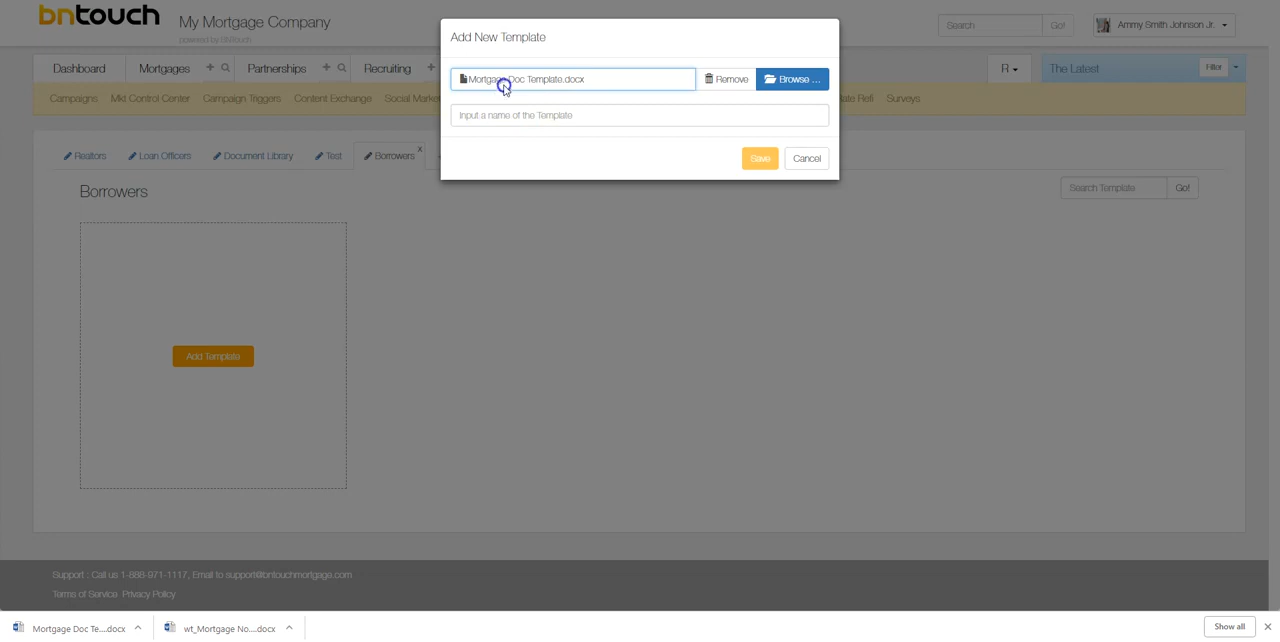 bntouch
My Mortgage Company
powered by BNTouch
Search
Go!
Ammy Smith Johnson Jr.
Add New Template
Mortgage Doc Template.docx
Remove
Browse ...
Input a name of the Template
Save
Cancel
Dashboard
Mortgages
Partnerships
Recruiting
The Latest
Filter
Campaigns
Mkt Control Center
Campaign Triggers
Content Exchange
Social Marke
Surveys
Realtors
Loan Officers
Document Library
Test
Borrowers
x
Borrowers
Search Template
Go!
Add Template
Support : Call us 1-888-971-1117, Email to support@bntouchmortgage.com
Terms of Service Privacy Policy
Mortgage Doc Te....docx
wt_Mortgage No....docx
Show all